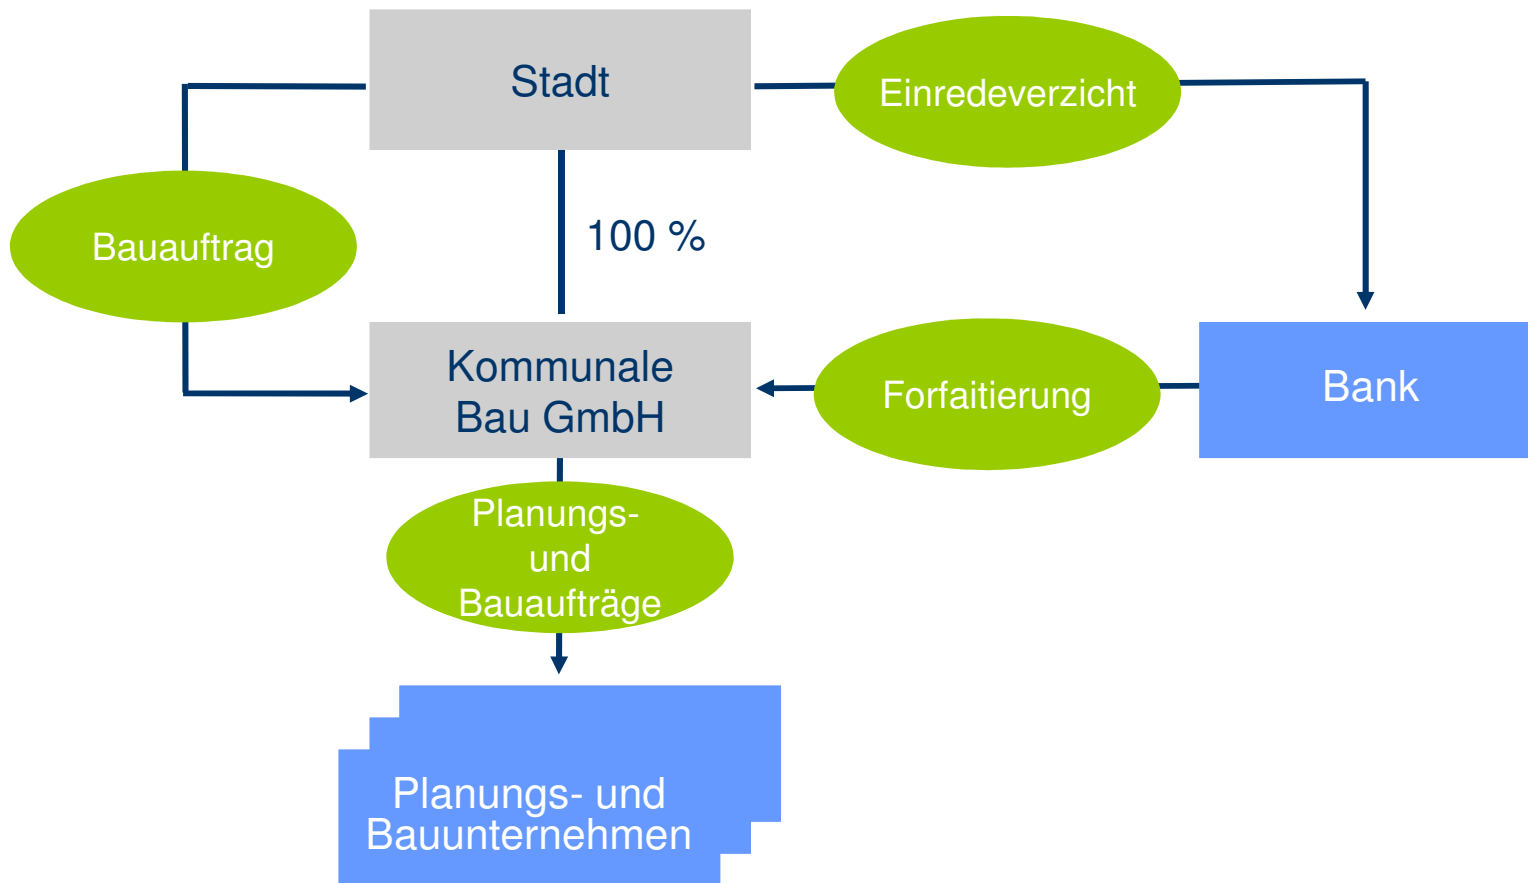 Stadt
Einredeverzicht
Bauauftrag
100 %
Kommunale
Bau GmbH
Forfaitierung
Bank
Planungs-
und
Bauaufträge
Planungs- und
Bauunternehmen